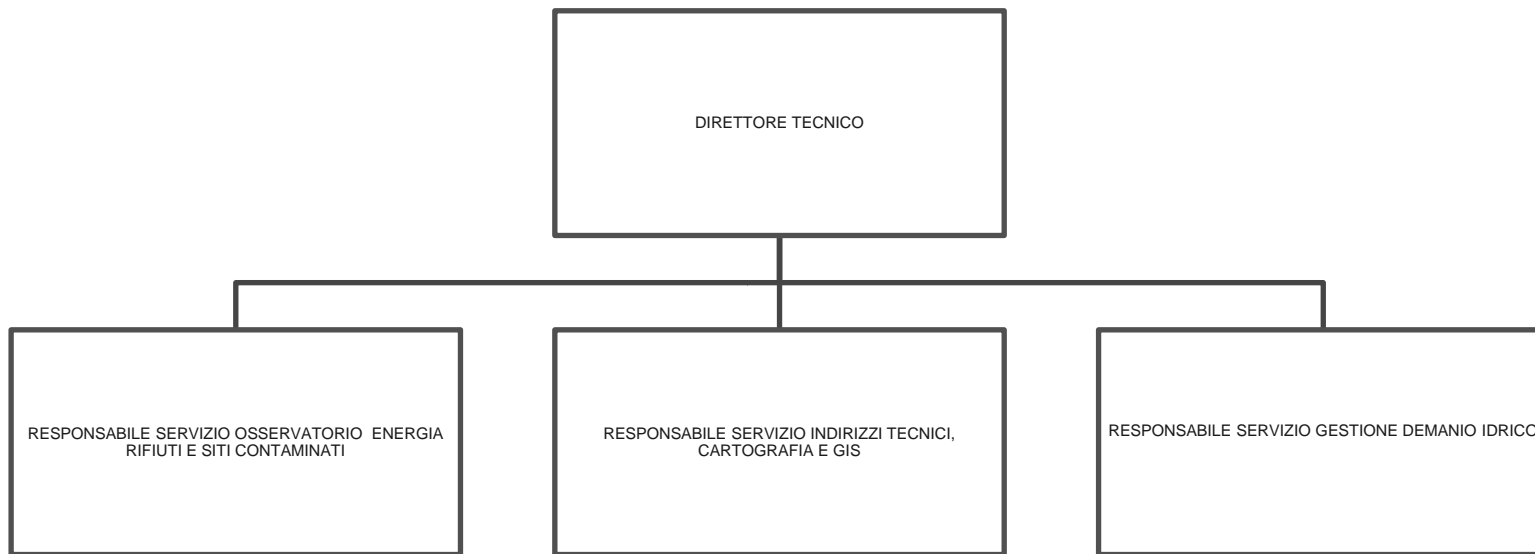 DIRETTORE TECNICO
RESPONSABILE SERVIZIO OSSERVATORIO ENERGIA
RIFIUTI E SITI CONTAMINATI
RESPONSABILE SERVIZIO INDIRIZZI TECNICI,
CARTOGRAFIA E GIS
RESPONSABILE SERVIZIO GESTIONE DEMANIO IDRICO